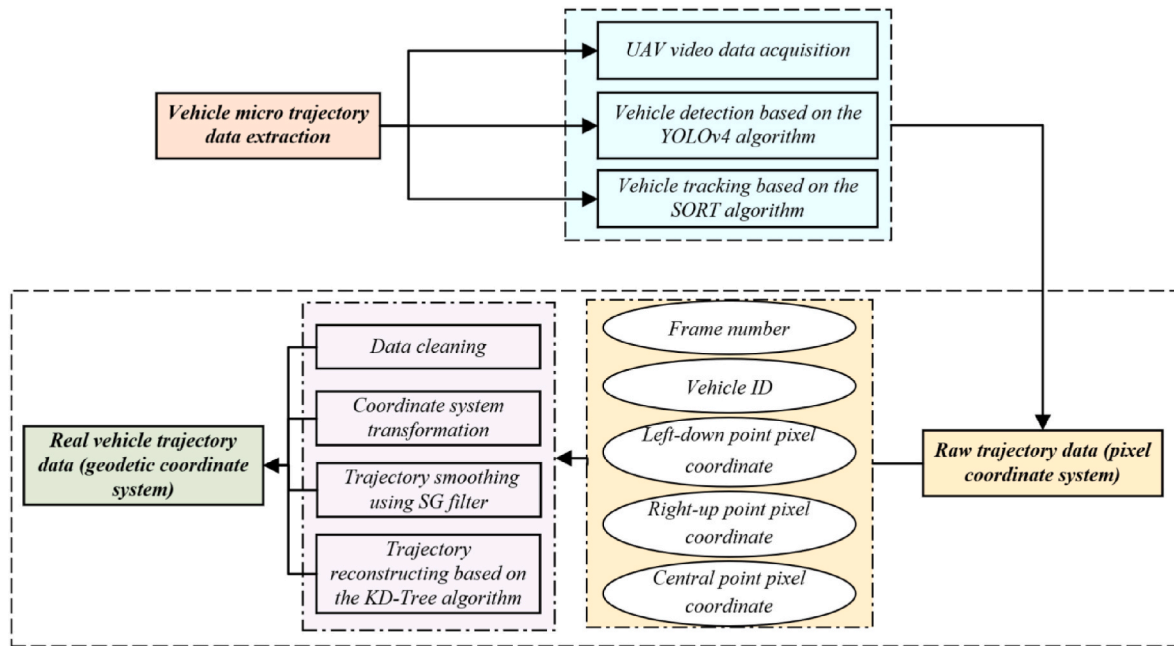 UAV video data acquisition
Vehicle micro trajectory
data extraction
Vehicle detection based on the
YOLOv4 algorithm
Vehicle tracking based on the
SORT algorithm
Frame number
Vehicle ID
Left-down point pixel
coordinate
Right-up point pixel
coordinate
Central point pixel
coordinate
Raw trajectory data (pixel
coordinate system)
Data cleaning
Coordinate system
transformation
Trajectory smoothing
using SG filter
Trajectory
reconstructing based on
the KD-Tree algorithm
Real vehicle trajectory
data (geodetic coordinate
system)